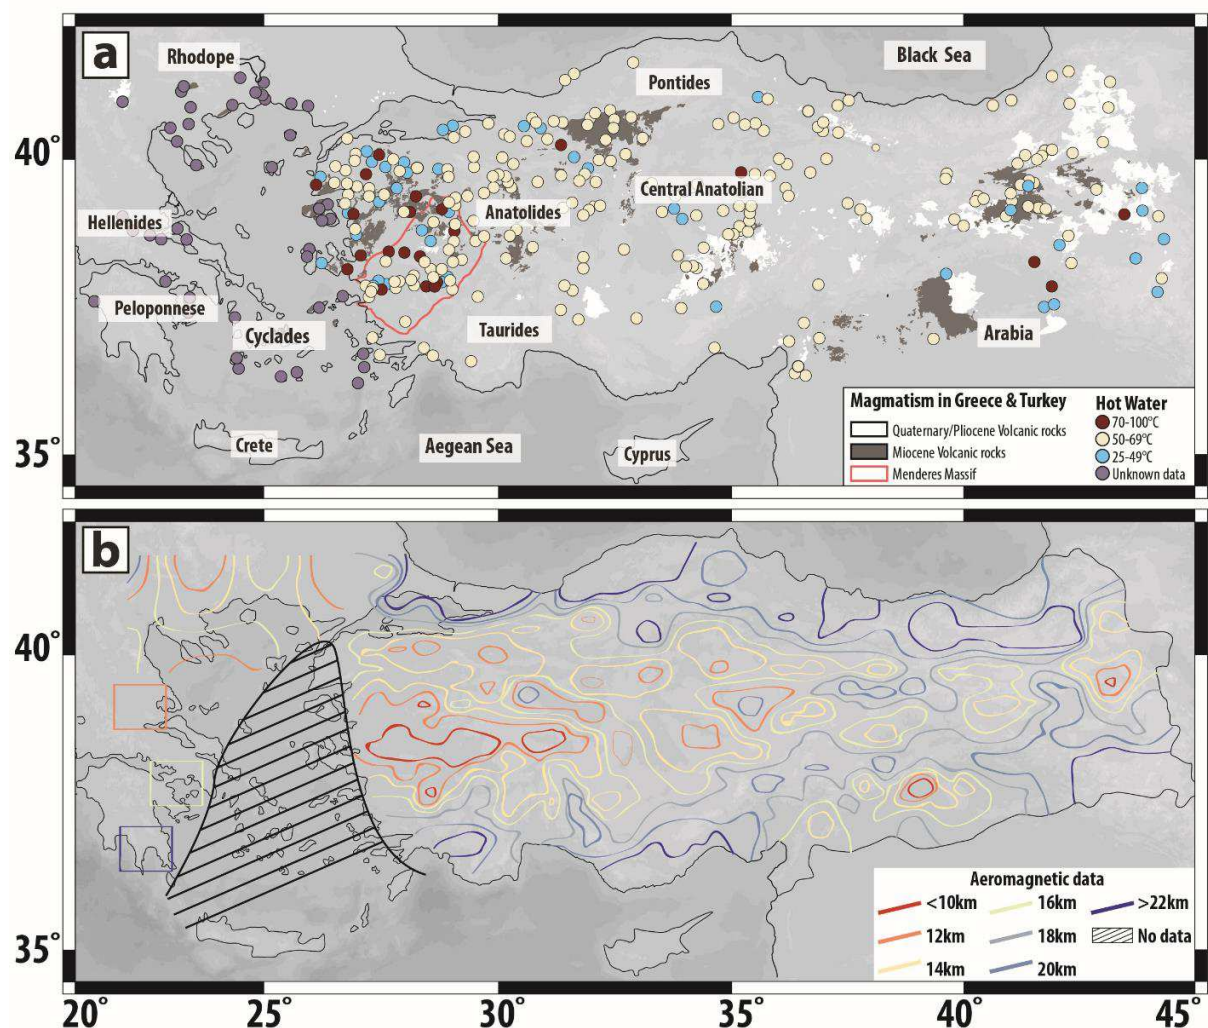 a
Rhodope
Black Sea
Pontides
40°
Central Anatolian
Anatolides
Hellenides
Peloponnese
Cyclades
Taurides
Arabia
Crete
Aegean Sea
Cyprus
35°
Magmatism in Greece & Turkey
Quaternary/Pliocene Volcanic rocks
Miocene Volcanic rocks
Menderes Massif
Hot Water
70-100°C
50-69°C
25-49°C
Unknown data
b
40°
35°
Aeromagnetic data
<10km
12km
14km
16km
18km
20km
>22km
No data
20° 25° 30° 35° 40° 45°